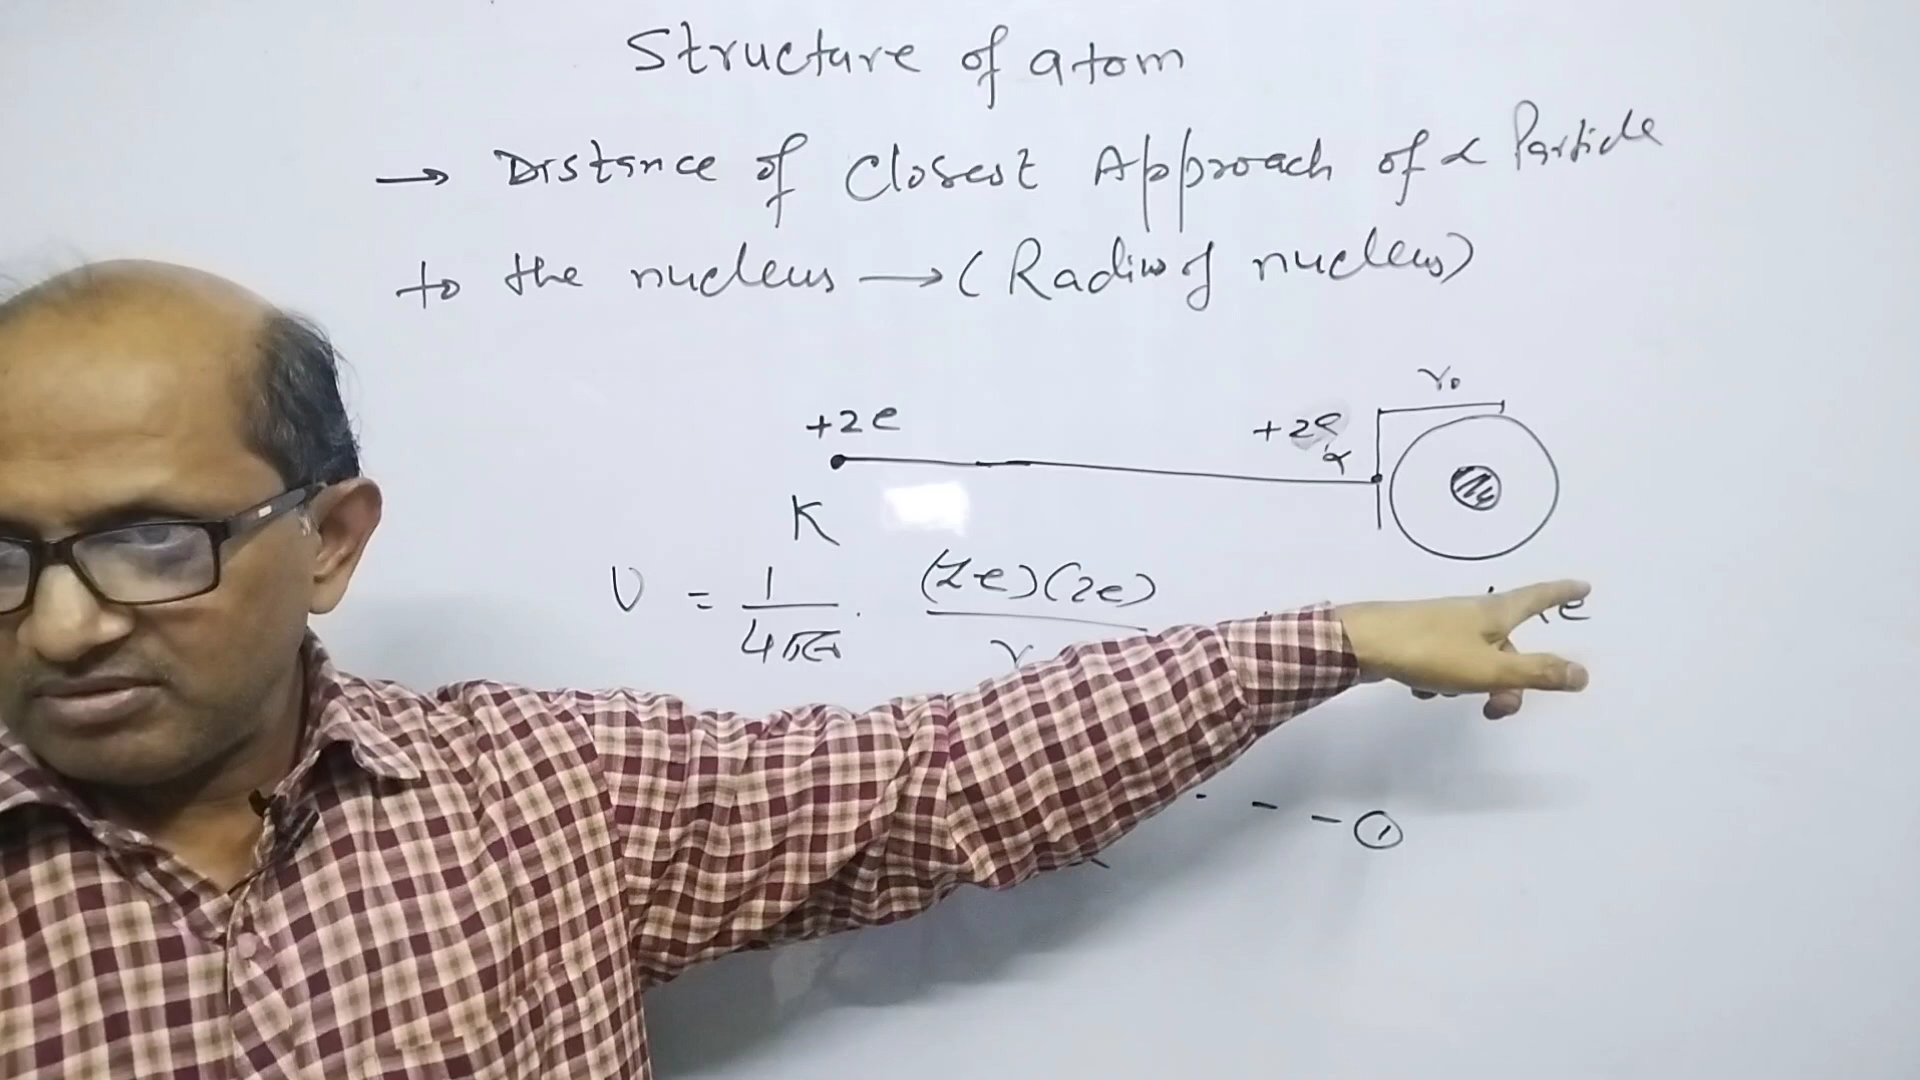 Structure of atom
→ Distance of Closest Approach of α Particle
to the nucleus → (Radius of nucleus)
r₀
+2e
+2e
α
K
U = 1/4πε₀ · (Ze)(2e)/r
e
- - ①